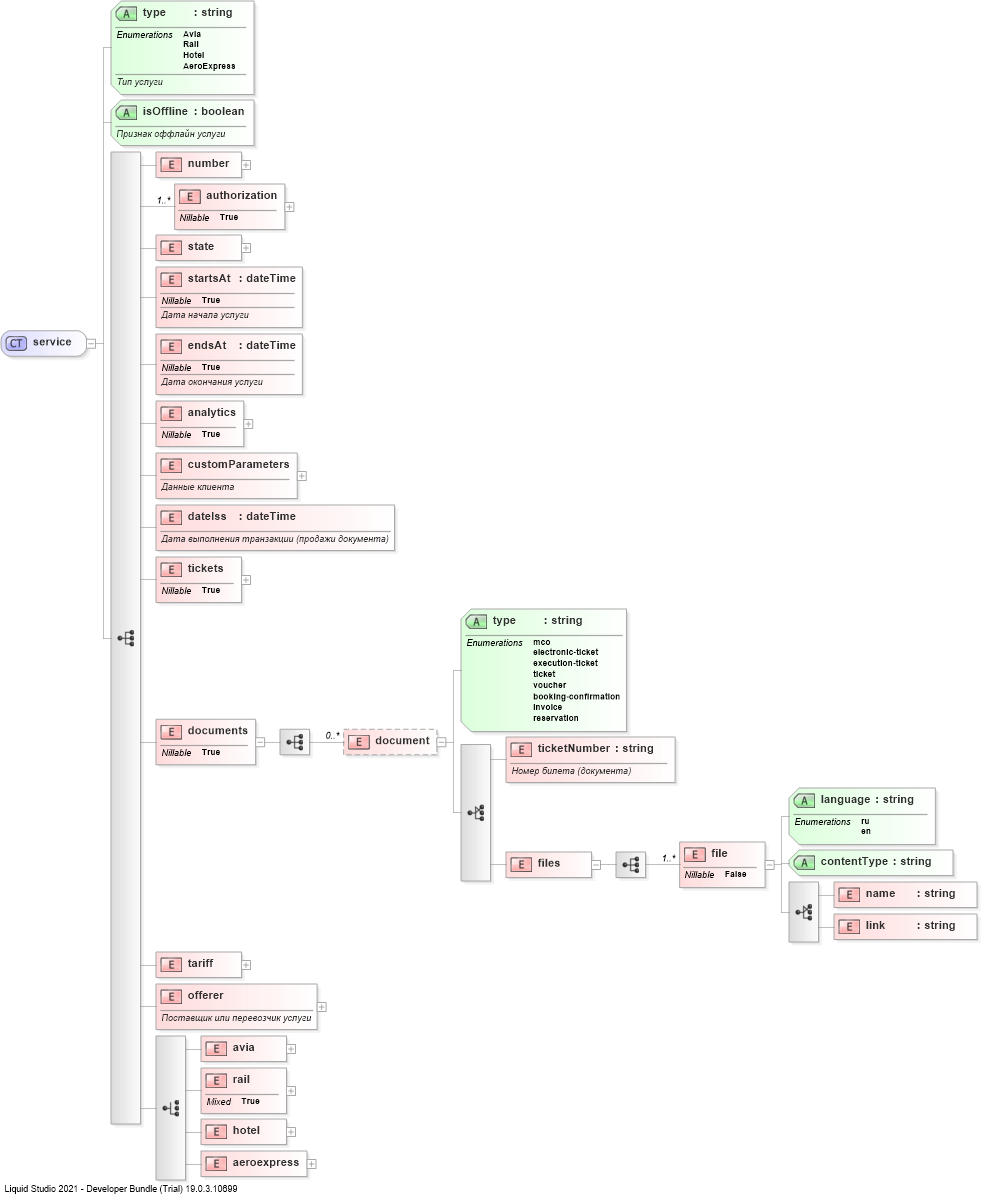 A type : string
Enumerations Avia
Rail
Hotel
AeroExpress
Тип услуги
A isOffline : boolean
Признак оффлайн услуги
E number
1..* E authorization
Nillable True
E state
E startsAt : dateTime
Nillable True
Дата начала услуги
CT service
E endsAt : dateTime
Nillable True
Дата окончания услуги
E analytics
Nillable True
E customParameters
Данные клиента
E dateIss : dateTime
Дата выполнения транзакции (продажи документа)
E tickets
Nillable True
A type : string
Enumerations mco
electronic-ticket
execution-ticket
ticket
voucher
booking-confirmation
invoice
reservation
E documents
Nillable True
0..* E document
E ticketNumber : string
Номер билета (документа)
E files
1..* E file
Nillable False
A language : string
Enumerations ru
en
A contentType : string
E name : string
E link : string
E tariff
E offerer
Поставщик или перевозчик услуги
E avia
E rail
Mixed True
E hotel
E aeroexpress
Liquid Studio 2021 - Developer Bundle (Trial) 19.0.3.10699